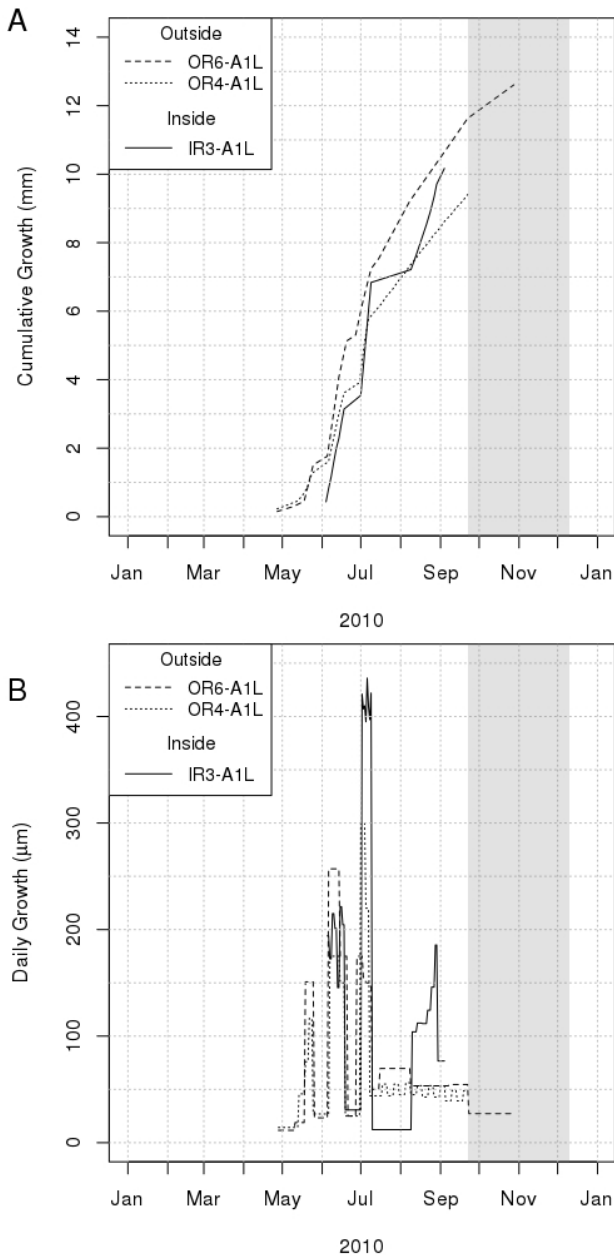 A
Outside
OR6-A1L
OR4-A1L
Inside
IR3-A1L
Cumulative Growth (mm)
14
12
10
8
6
4
2
0
Jan Mar May Jul Sep Nov Jan
2010
B
Outside
OR6-A1L
OR4-A1L
Inside
IR3-A1L
Daily Growth (µm)
400
300
200
100
0
Jan Mar May Jul Sep Nov Jan
2010